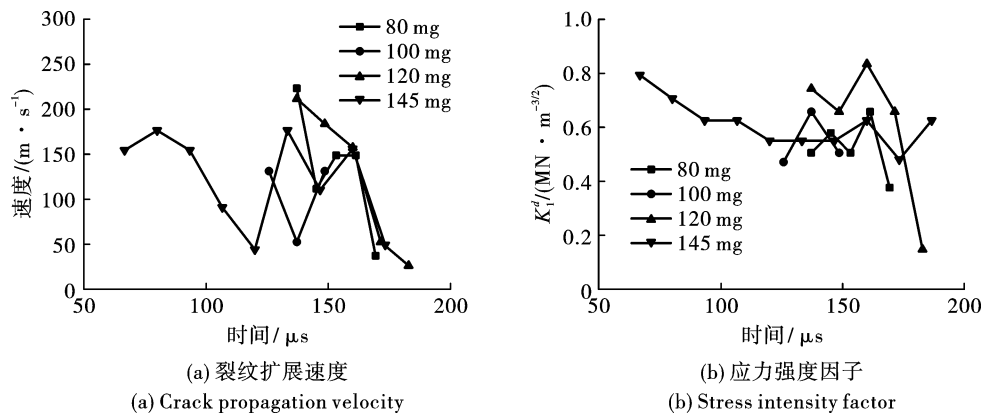 300
250
200
150
100
50
0
速度/(m · s⁻¹)
80 mg
100 mg
120 mg
145 mg
50
100
150
200
时间/ μs
(a) 裂纹扩展速度
(a) Crack propagation velocity
1.0
0.8
0.6
0.4
0.2
0
K₁ᵈ/(MN · m⁻³ᐟ²)
80 mg
100 mg
120 mg
145 mg
50
100
150
200
时间/ μs
(b) 应力强度因子
(b) Stress intensity factor